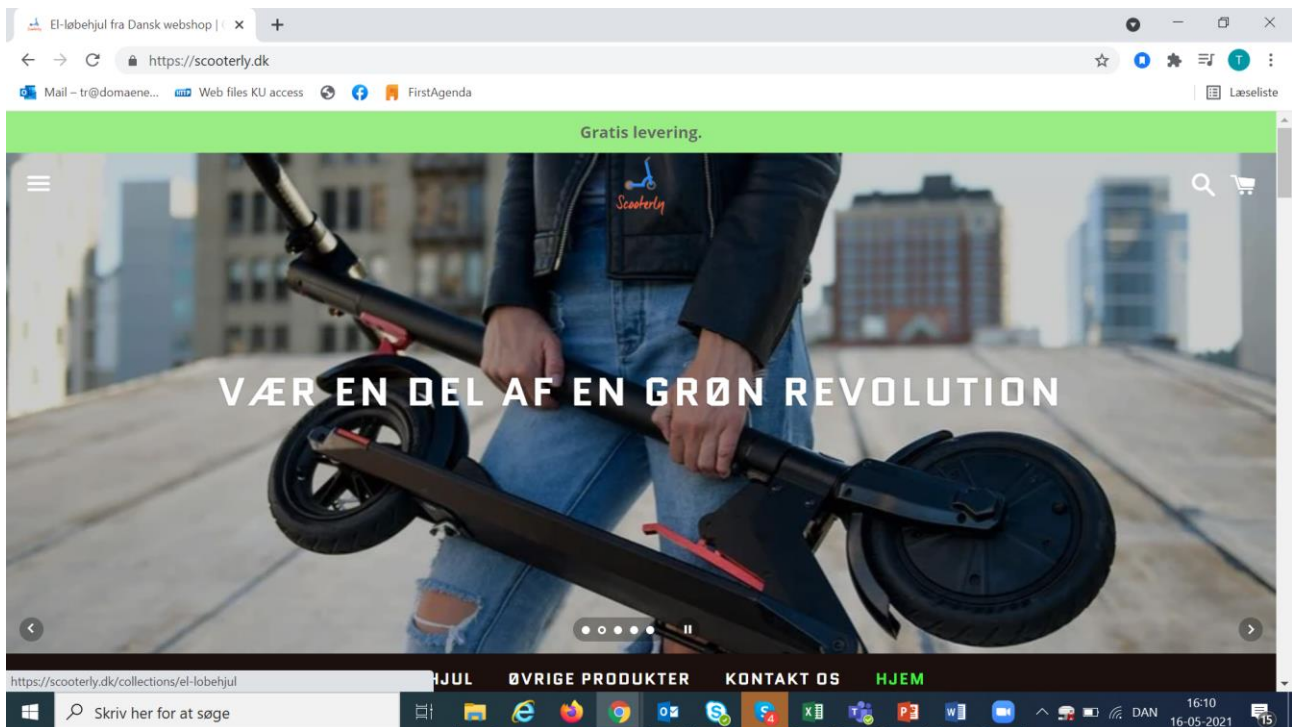 El-løbehjul fra Dansk webshop |
https://scooterly.dk
T
Mail – tr@domaene...
Web files KU access
FirstAgenda
Læseliste
Gratis levering.
Scooterly
VÆR EN DEL AF EN GRØN REVOLUTION
HJUL ØVRIGE PRODUKTER KONTAKT OS HJEM
https://scooterly.dk/collections/el-lobehjul
Skriv her for at søge
DAN
16:10
16-05-2021
15